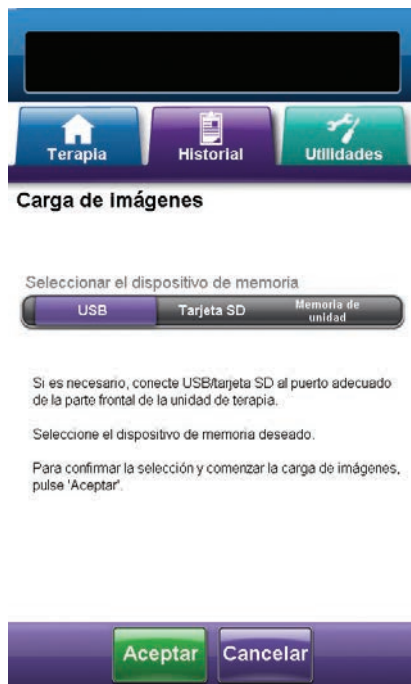 Terapia Historial Utilidades
Carga de Imágenes
Seleccionar el dispositivo de memoria
USB Tarjeta SD Memoria de
unidad
Si es necesario, conecte USB/tarjeta SD al puerto adecuado
de la parte frontal de la unidad de terapia.
Seleccione el dispositivo de memoria deseado.
Para confirmar la selección y comenzar la carga de imágenes,
pulse 'Aceptar'.
Aceptar Cancelar